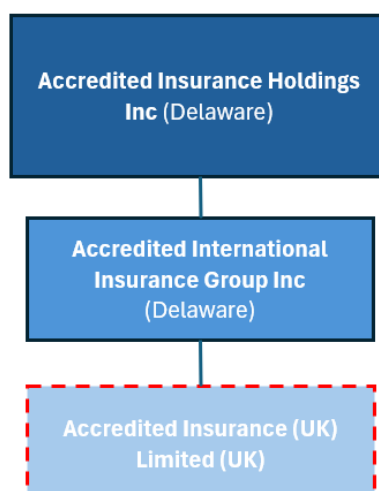 Accredited Insurance Holdings
Inc (Delaware)
Accredited International
Insurance Group Inc
(Delaware)
Accredited Insurance (UK)
Limited (UK)